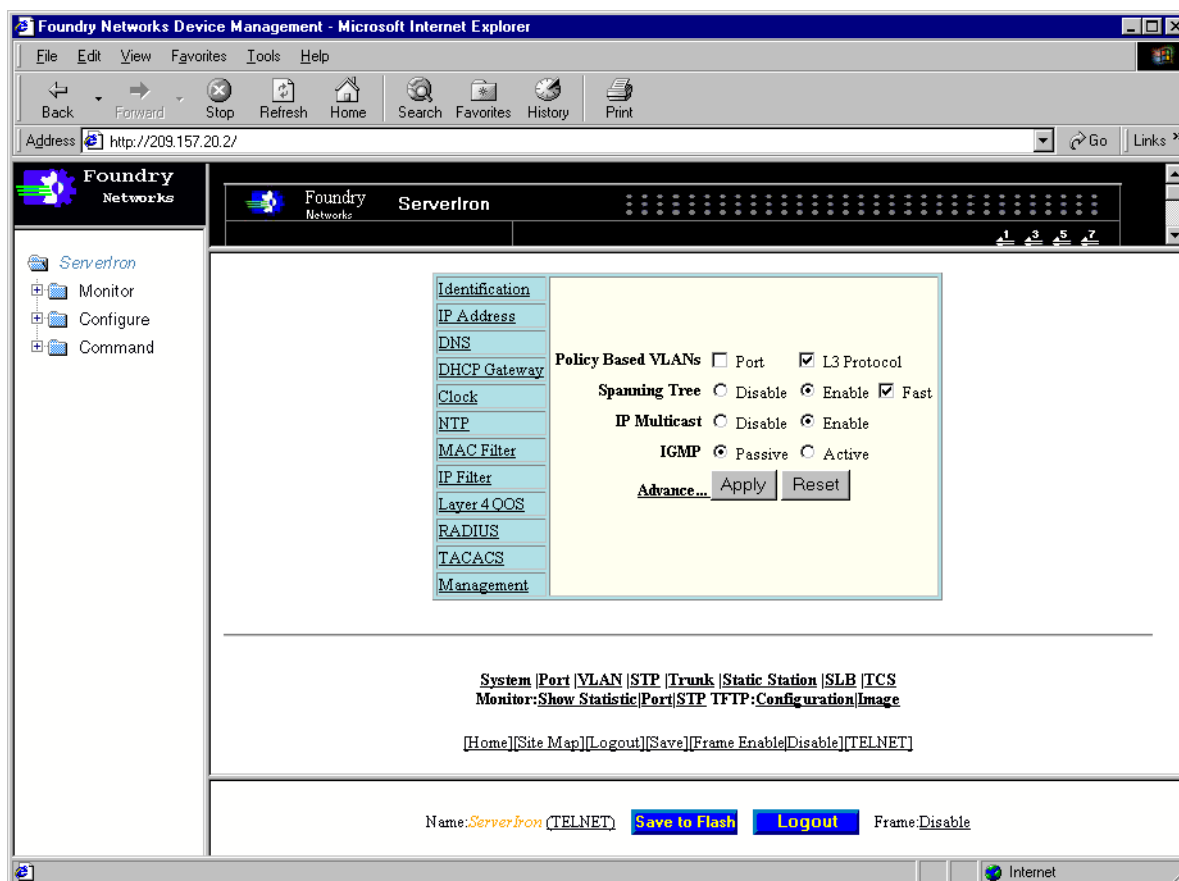 Foundry Networks Device Management - Microsoft Internet Explorer
File Edit View Favorites Tools Help
Back Forward Stop Refresh Home Search Favorites History Print
Address http://209.157.20.2/ Go Links »
Foundry
Networks
Foundry
Networks
ServerIron
1 3 5 7
ServerIron
Monitor
Configure
Command
Identification
IP Address
DNS
DHCP Gateway
Clock
NTP
MAC Filter
IP Filter
Layer 4 QOS
RADIUS
TACACS
Management
Policy Based VLANs Port L3 Protocol
Spanning Tree Disable Enable Fast
IP Multicast Disable Enable
IGMP Passive Active
Advance... Apply Reset
System |Port |VLAN |STP |Trunk |Static Station |SLB |TCS
Monitor:Show Statistic|Port|STP TFTP:Configuration|Image
[Home][Site Map][Logout][Save][Frame Enable|Disable][TELNET]
Name:ServerIron (TELNET) Save to Flash Logout Frame:Disable
Internet